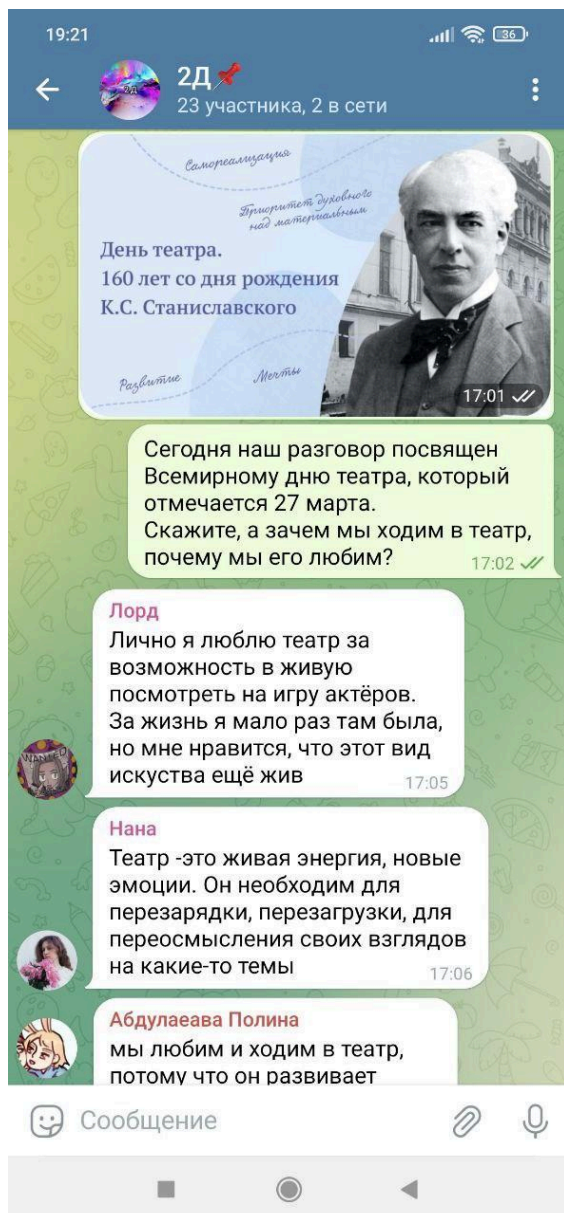 19:21
36
2Д
2Д
23 участника, 2 в сети
Самореализация
Приоритет духовного
над материальным
День театра.
160 лет со дня рождения
К.С. Станиславского
Развитие
Мечты
17:01
Сегодня наш разговор посвящен
Всемирному дню театра, который
отмечается 27 марта.
Скажите, а зачем мы ходим в театр,
почему мы его любим?
17:02
Лорд
Лично я люблю театр за
возможность в живую
посмотреть на игру актёров.
За жизнь я мало раз там была,
но мне нравится, что этот вид
искуства ещё жив
17:05
WANTED
Нана
Театр -это живая энергия, новые
эмоции. Он необходим для
перезарядки, перезагрузки, для
переосмысления своих взглядов
на какие-то темы
17:06
Абдулаеава Полина
мы любим и ходим в театр,
потому что он развивает
Сообщение